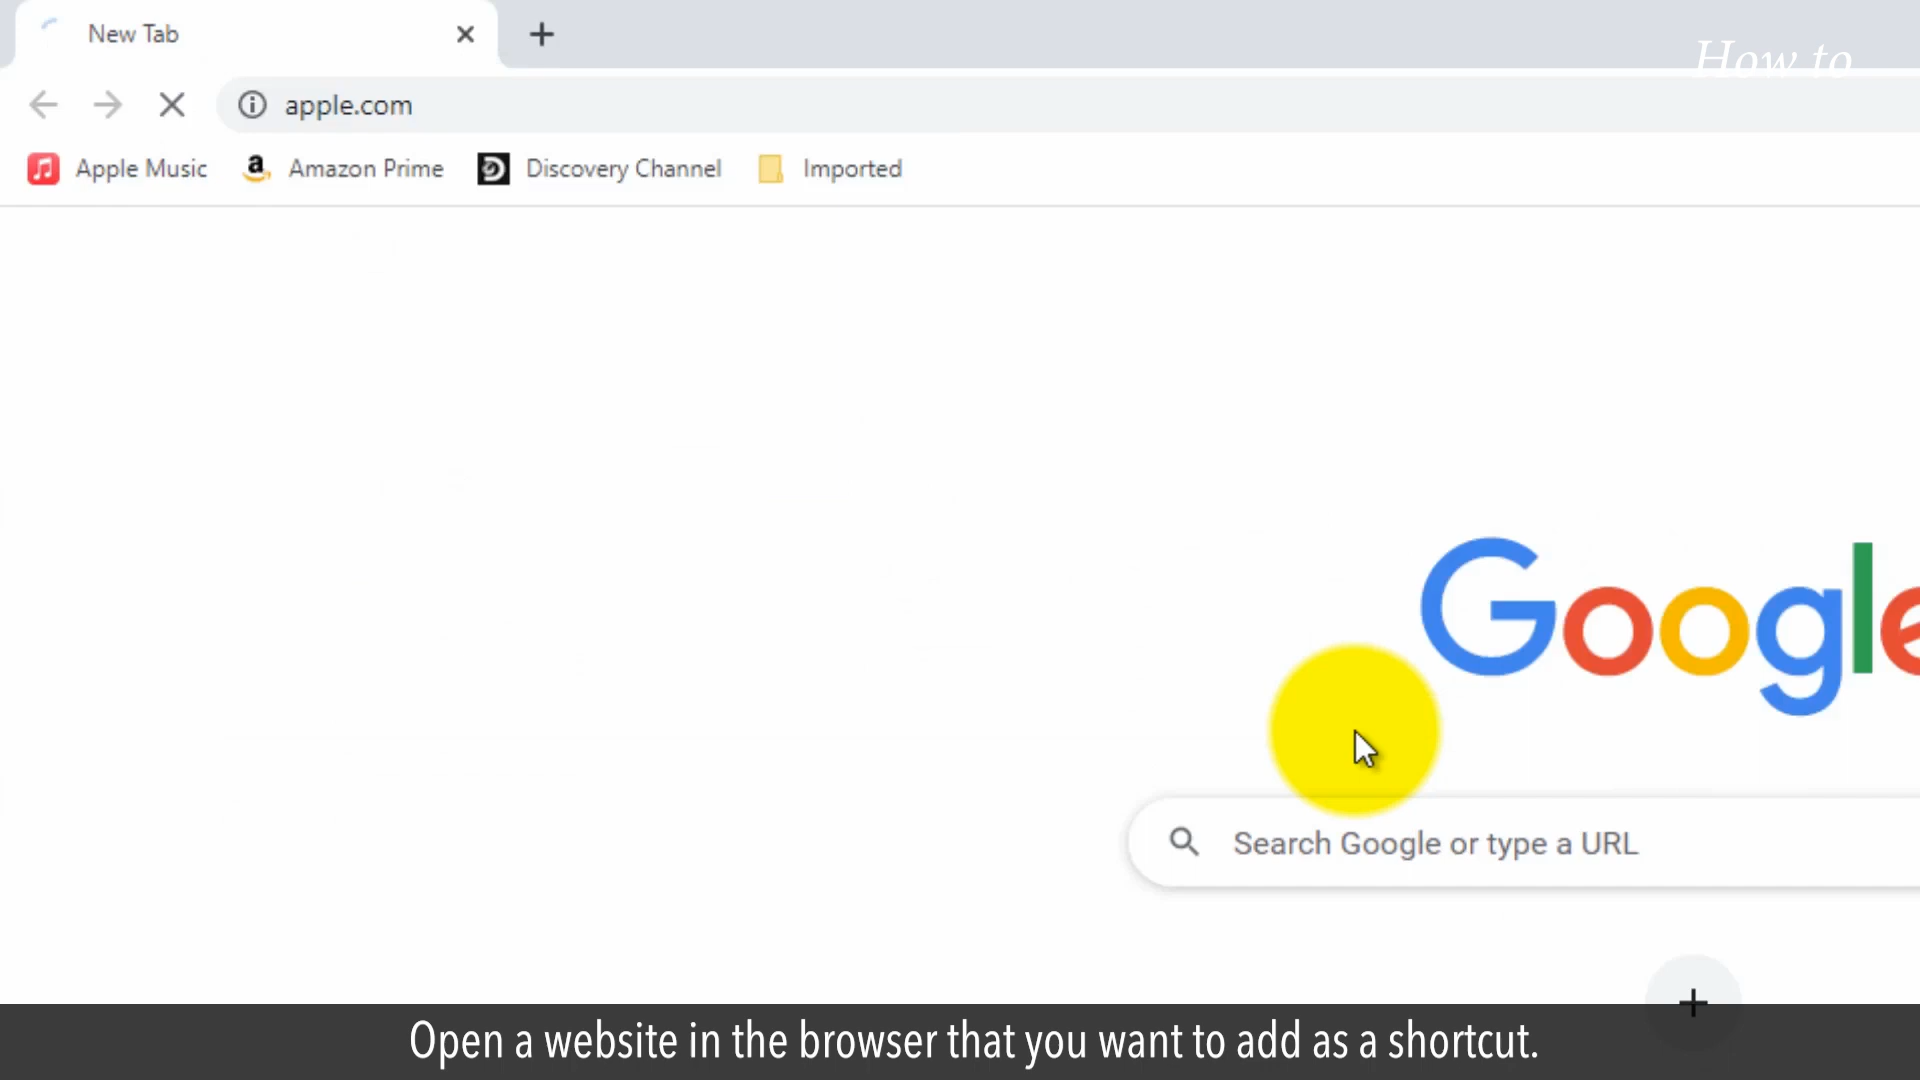 New Tab
How to
apple.com
Apple Music Amazon Prime Discovery Channel Imported
Google
Search Google or type a URL
Open a website in the browser that you want to add as a shortcut.